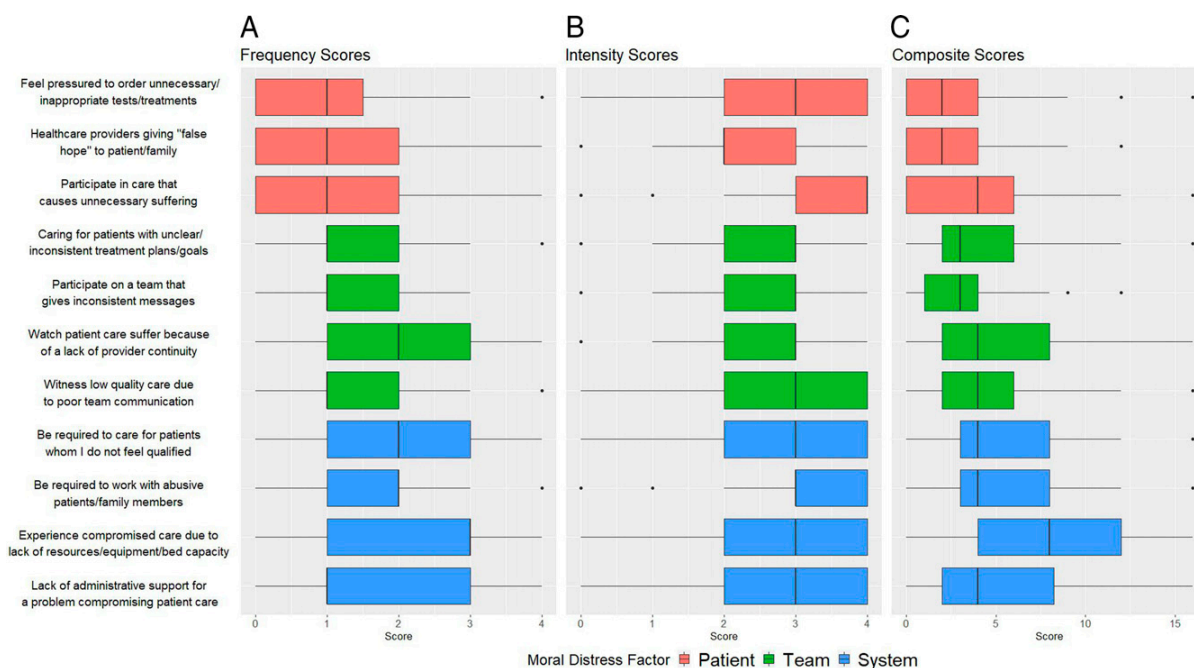 A
B
C
Frequency Scores
Intensity Scores
Composite Scores
Feel pressured to order unnecessary/
inappropriate tests/treatments
Healthcare providers giving "false
hope" to patient/family
Participate in care that
causes unnecessary suffering
Caring for patients with unclear/
inconsistent treatment plans/goals
Participate on a team that
gives inconsistent messages
Watch patient care suffer because
of a lack of provider continuity
Witness low quality care due
to poor team communication
Be required to care for patients
whom I do not feel qualified
Be required to work with abusive
patients/family members
Experience compromised care due to
lack of resources/equipment/bed capacity
Lack of administrative support for
a problem compromising patient care
0 1 2 3 4
0 1 2 3 4
0 5 10 15
Score
Score
Score
Moral Distress Factor Patient Team System